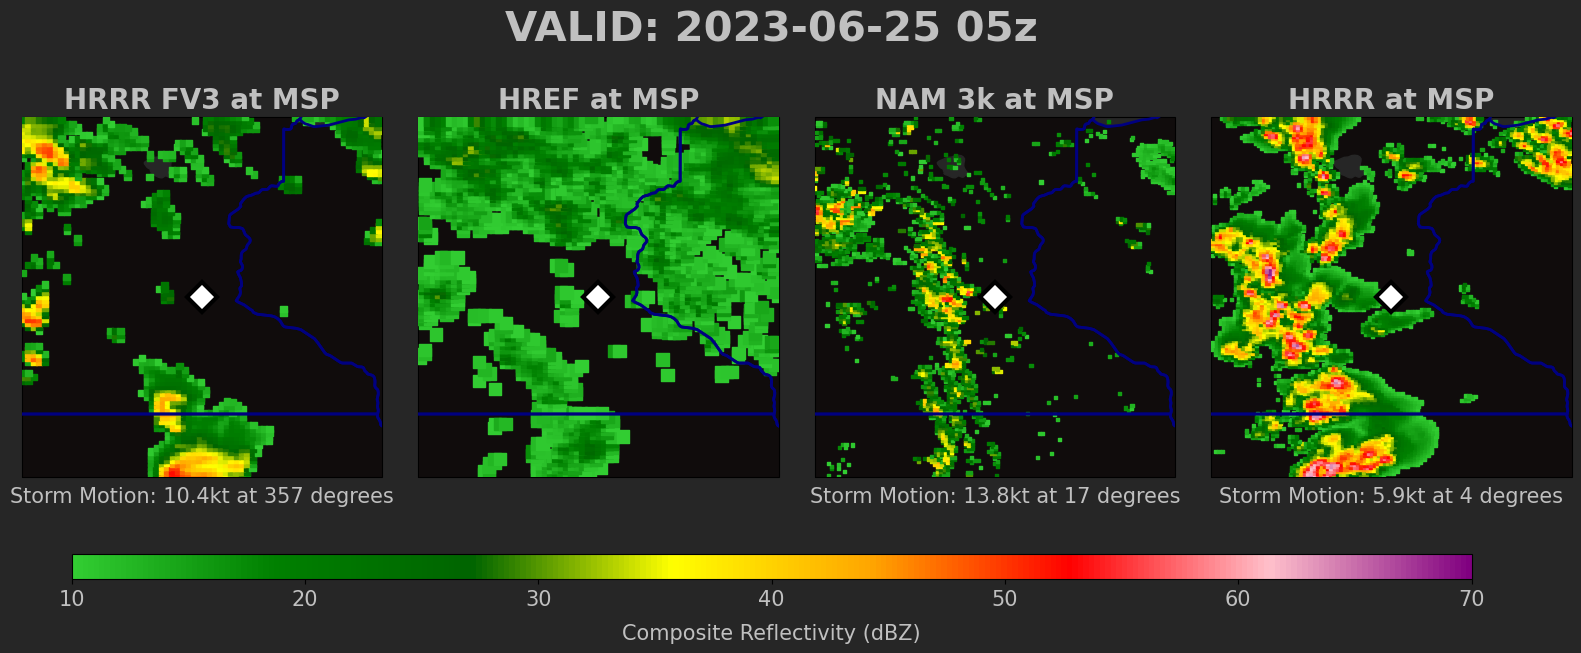 VALID: 2023-06-25 05z
HRRR FV3 at MSP
HREF at MSP
NAM 3k at MSP
HRRR at MSP
Storm Motion: 10.4kt at 357 degrees
Storm Motion: 13.8kt at 17 degrees
Storm Motion: 5.9kt at 4 degrees
10 20 30 40 50 60 70
Composite Reflectivity (dBZ)